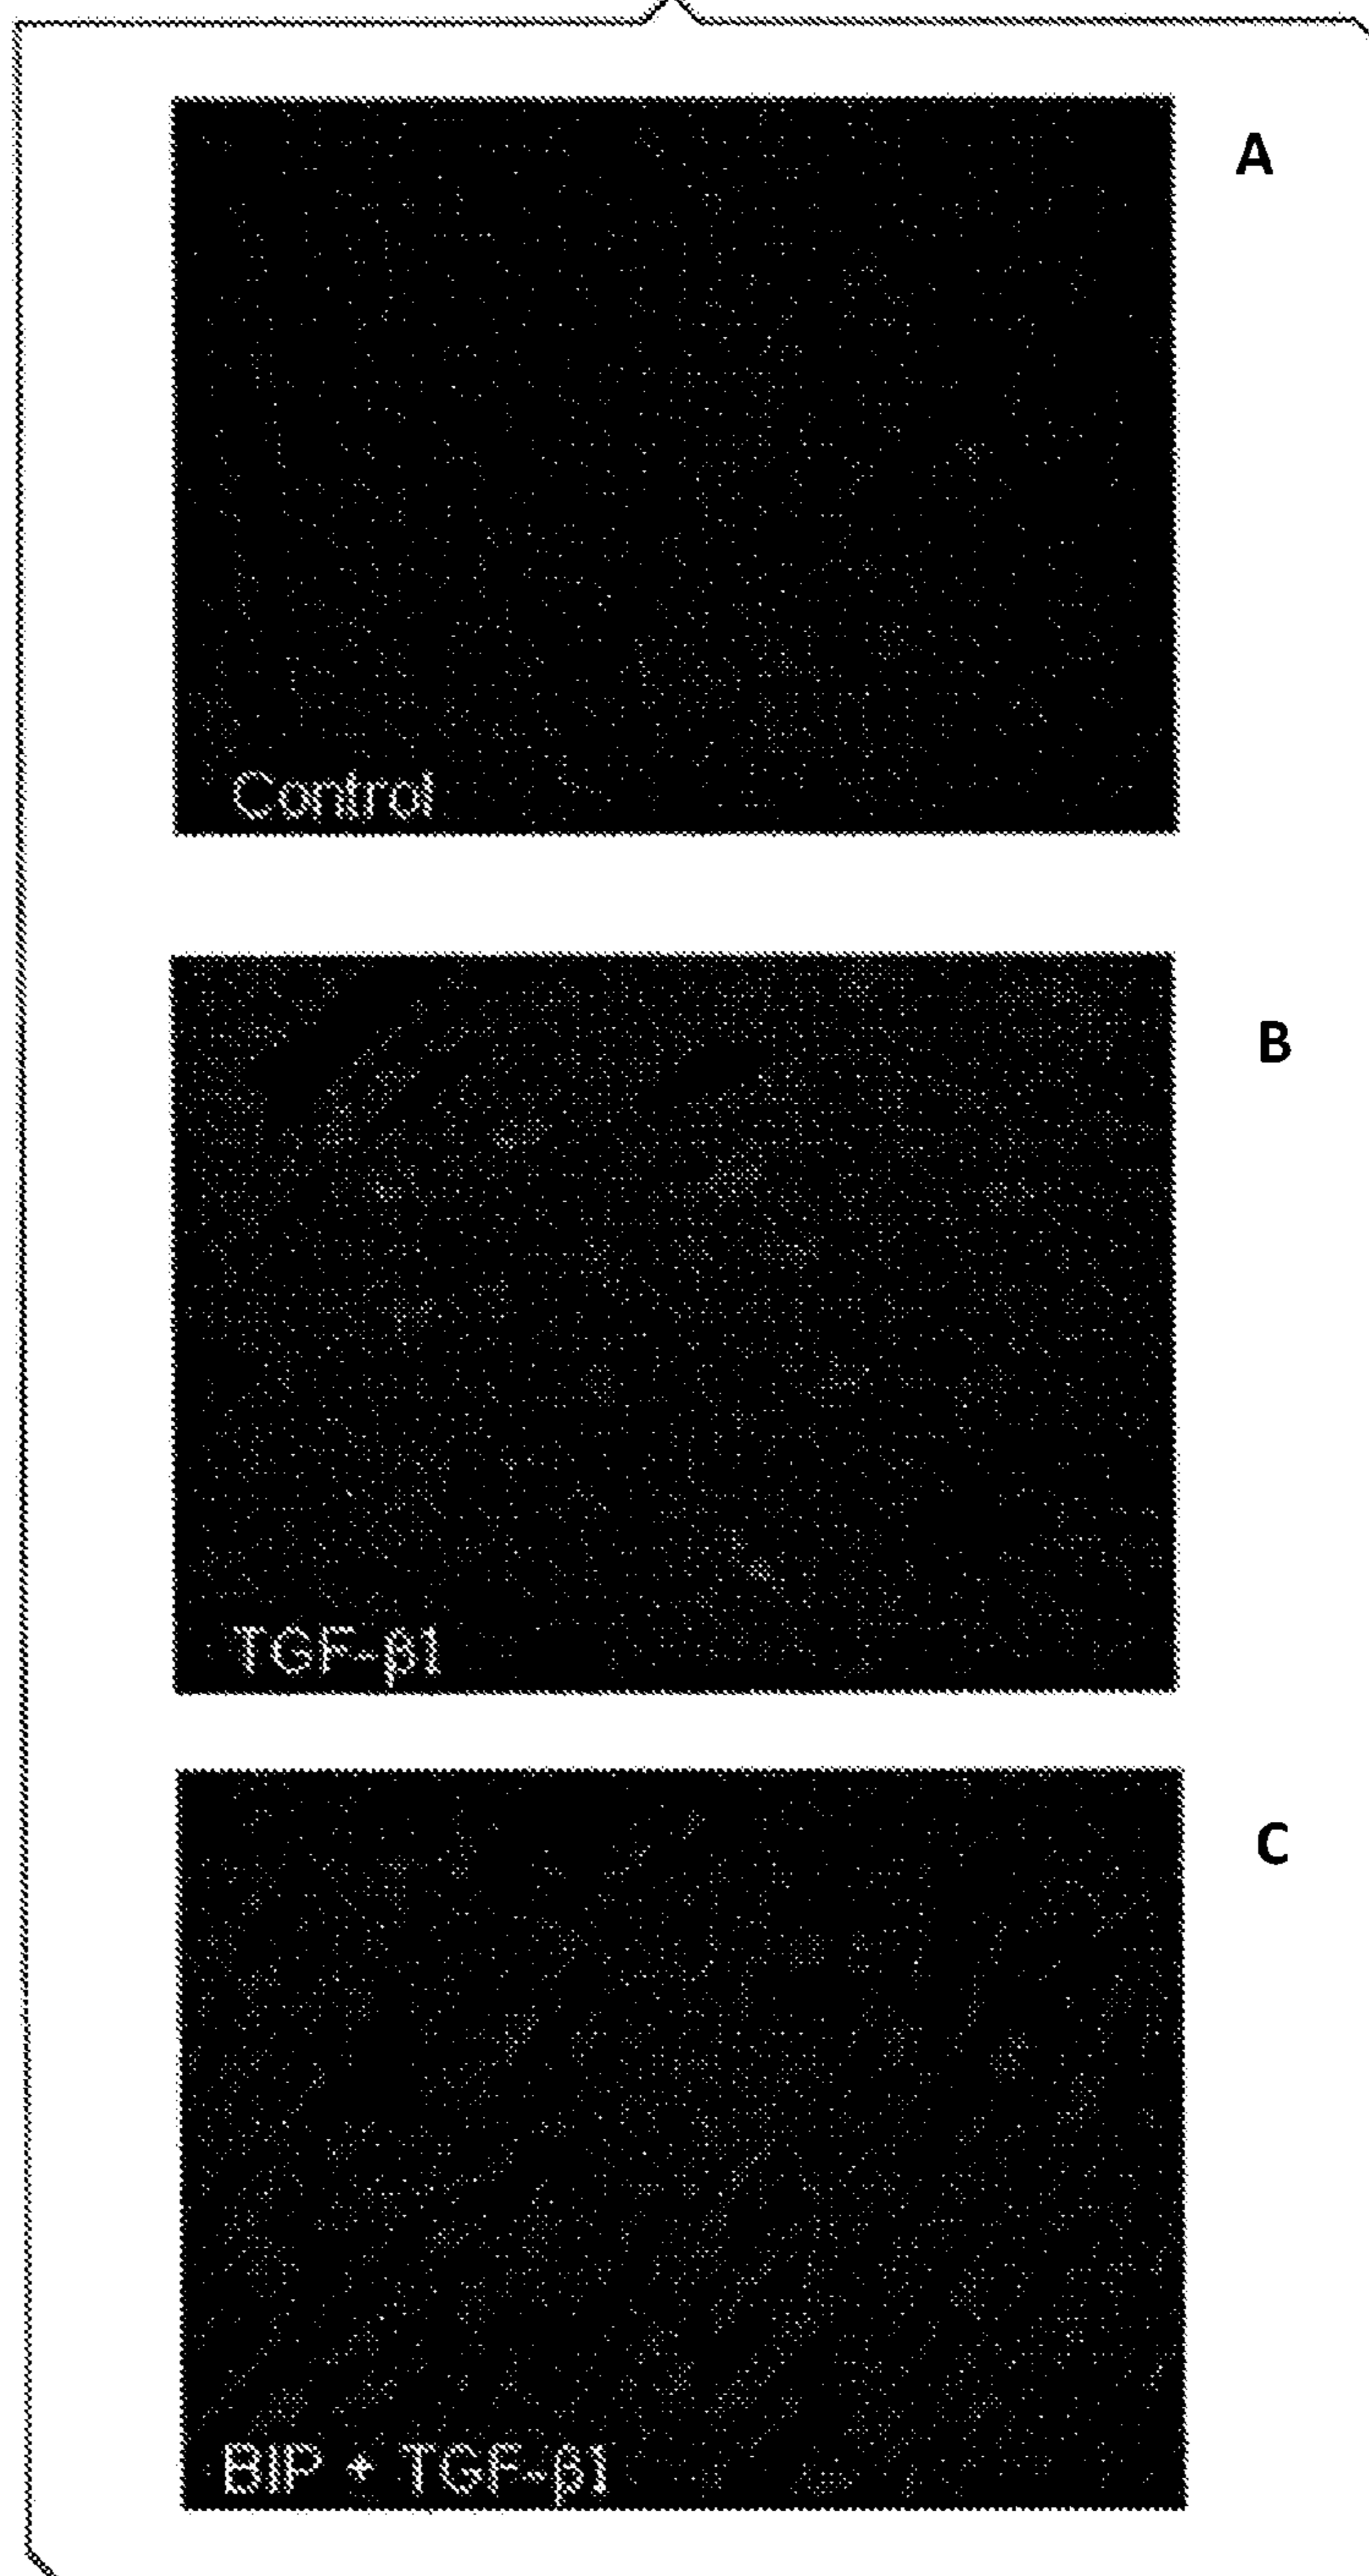 A
Control
B
TGF-β1
C
BIP + TGF-β1